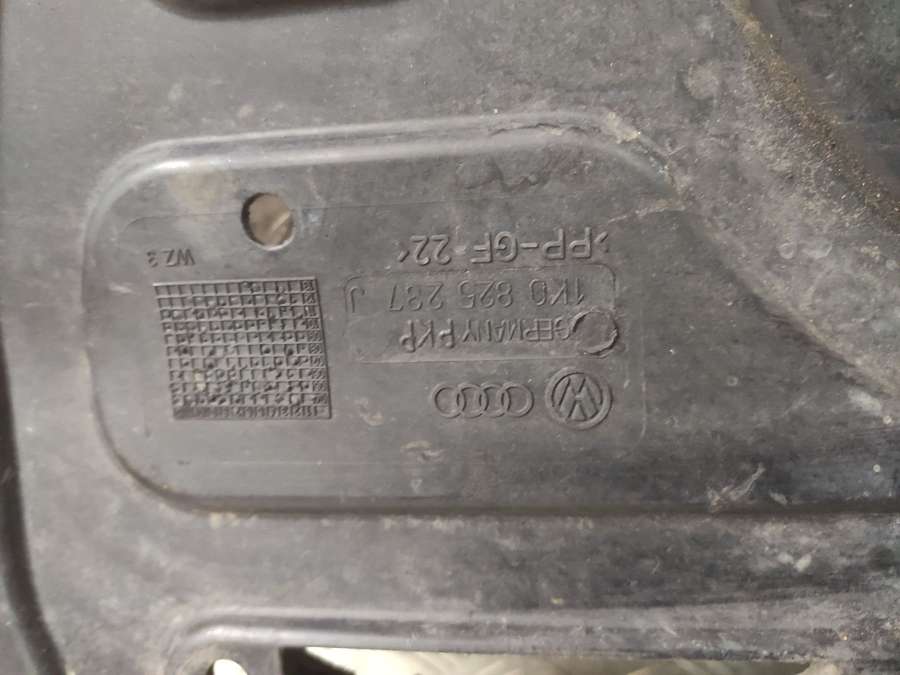 GERMANY PKP
1K0 825 237 J
>PP-GF 22<
WZ 3